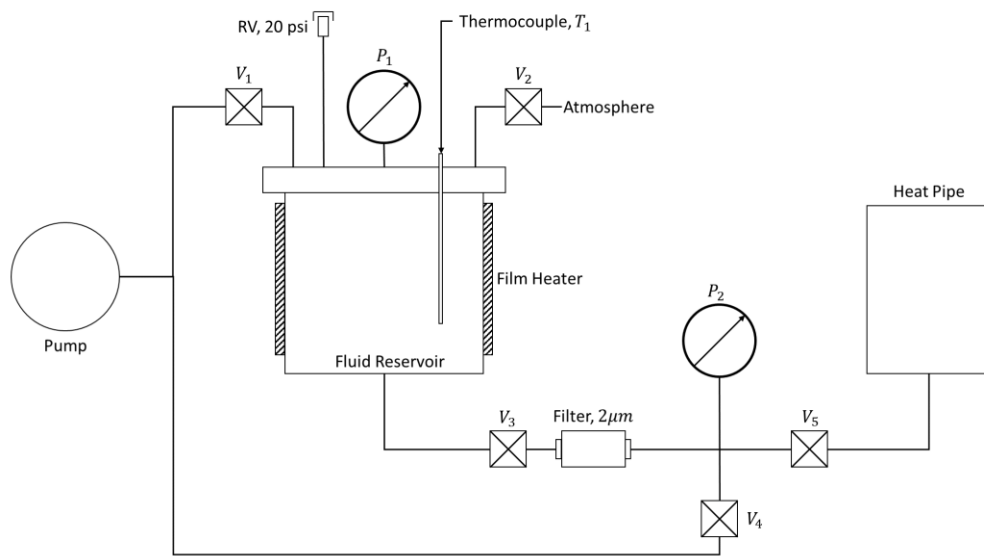 RV, 20 psi
Thermocouple, T₁
P₁
V₁
V₂
Atmosphere
Heat Pipe
Film Heater
P₂
Pump
Fluid Reservoir
V₃
Filter, 2μm
V₅
V₄